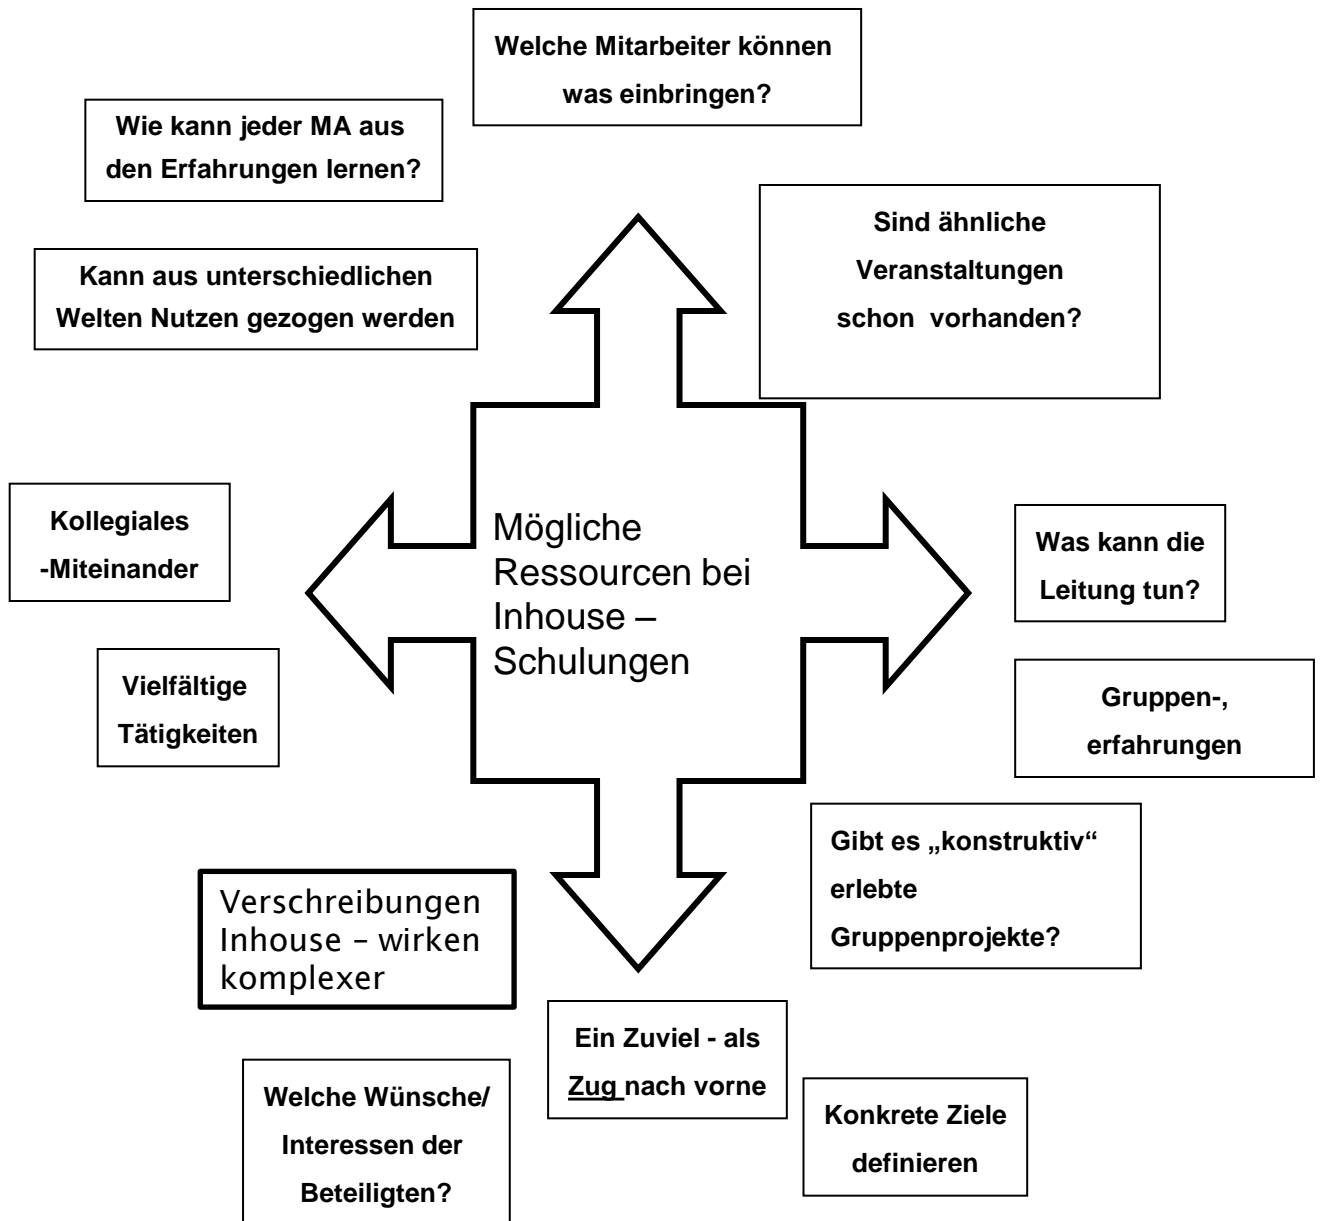 Welche Mitarbeiter können
was einbringen?
Wie kann jeder MA aus
den Erfahrungen lernen?
Sind ähnliche
Veranstaltungen
schon  vorhanden?
Kann aus unterschiedlichen
Welten Nutzen gezogen werden
Kollegiales
-Miteinander
Mögliche
Ressourcen bei
Inhouse –
Schulungen
Was kann die
Leitung tun?
Vielfältige
Tätigkeiten
Gruppen-,
erfahrungen
Gibt es „konstruktiv“
erlebte
Gruppenprojekte?
Verschreibungen
Inhouse – wirken
komplexer
Ein Zuviel - als
Zug nach vorne
Welche Wünsche/
Interessen der
Beteiligten?
Konkrete Ziele
definieren